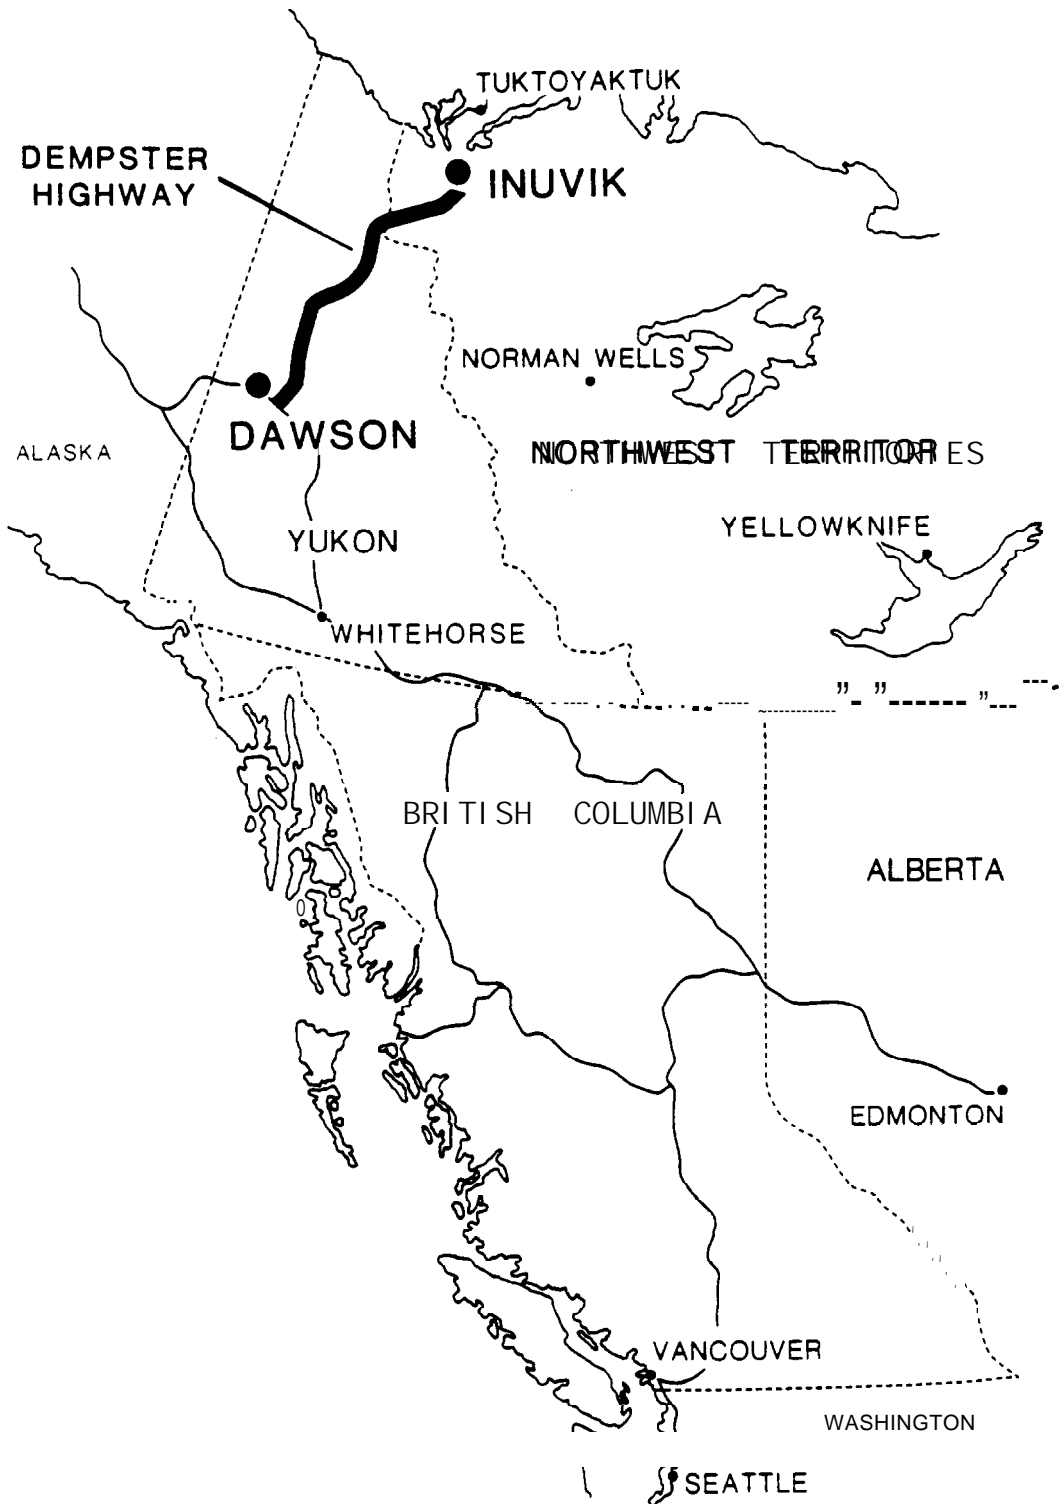 TUKTOYAKTUK
DEMPSTER
HIGHWAY
INUVIK
NORMAN WELLS
DAWSON
ALASKA
NORTHWEST TERRITORIES
YELLOWKNIFE
YUKON
WHITEHORSE
BRITISH COLUMBIA
ALBERTA
EDMONTON
VANCOUVER
WASHINGTON
SEATTLE